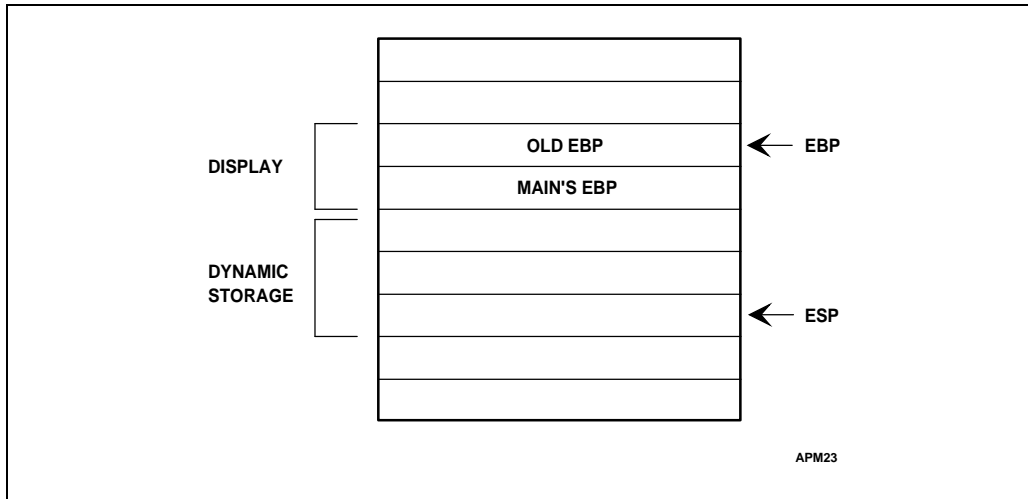 OLD EBP
EBP
DISPLAY
MAIN'S EBP
DYNAMIC
STORAGE
ESP
APM23